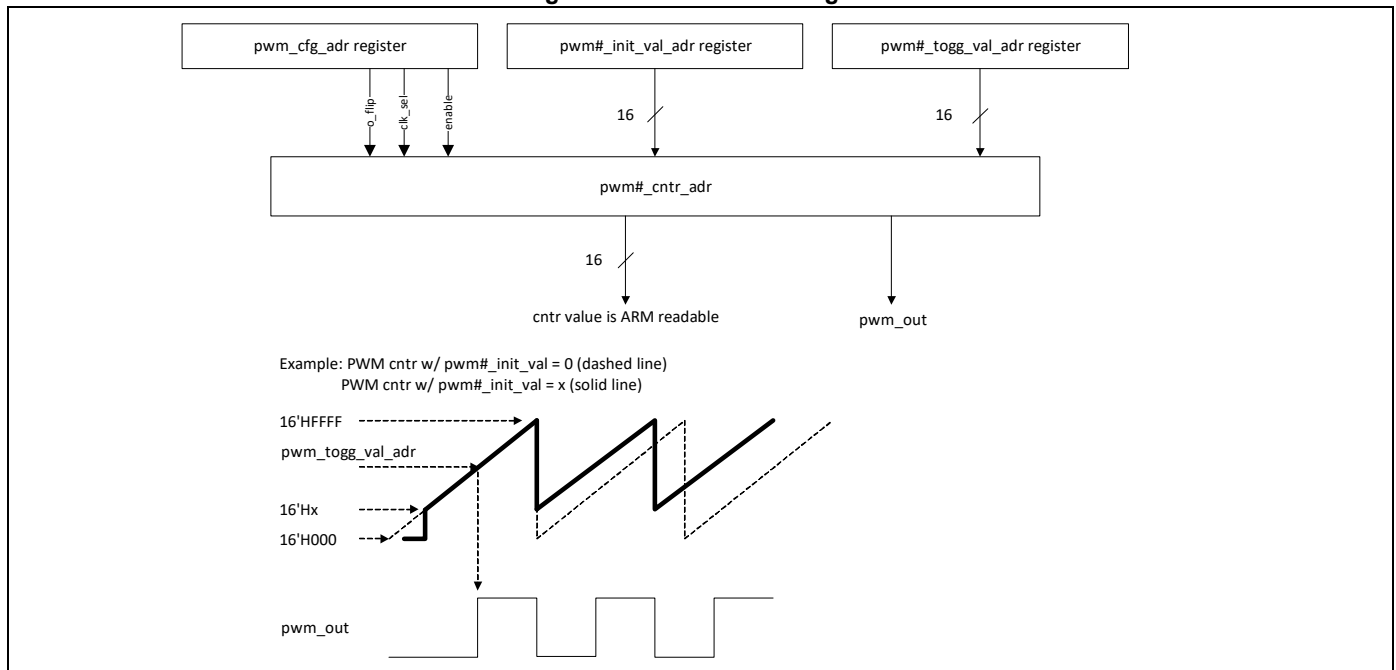 pwm_cfg_adr register
pwm#_init_val_adr register
pwm#_togg_val_adr register
o_flip
clk_sel
enable
16
16
pwm#_cntr_adr
16
cntr value is ARM readable
pwm_out
Example: PWM cntr w/ pwm#_init_val = 0 (dashed line)
PWM cntr w/ pwm#_init_val = x (solid line)
16'HFFFF
pwm_togg_val_adr
16'Hx
16'H000
pwm_out